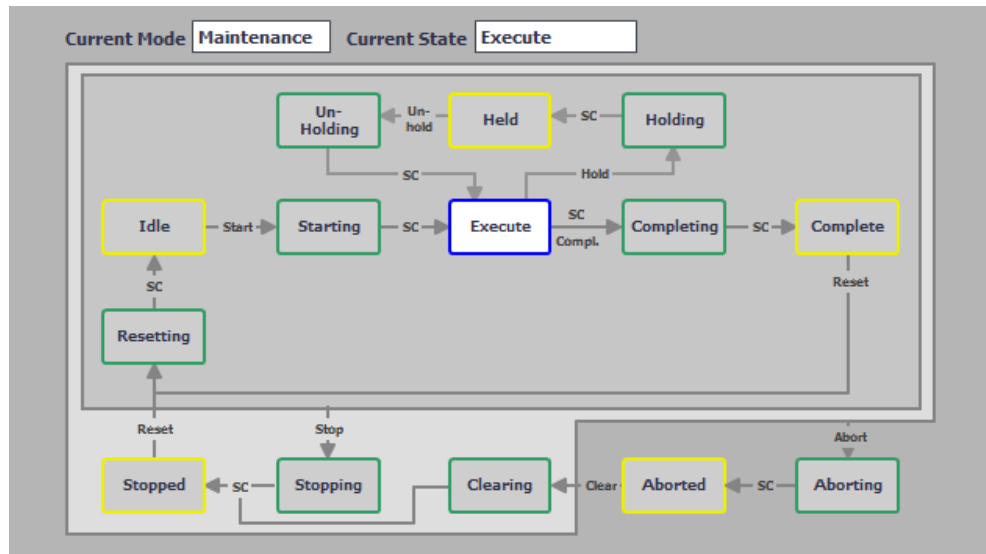 Current Mode Maintenance Current State Execute
Un-
Holding
Un-
hold
Held
SC
Holding
SC
Hold
Idle
Start
Starting
SC
Execute
SC
Compl.
Completing
SC
Complete
SC
Reset
Resetting
Reset
Stop
Abort
Stopped
SC
Stopping
Clearing
Clear
Aborted
SC
Aborting